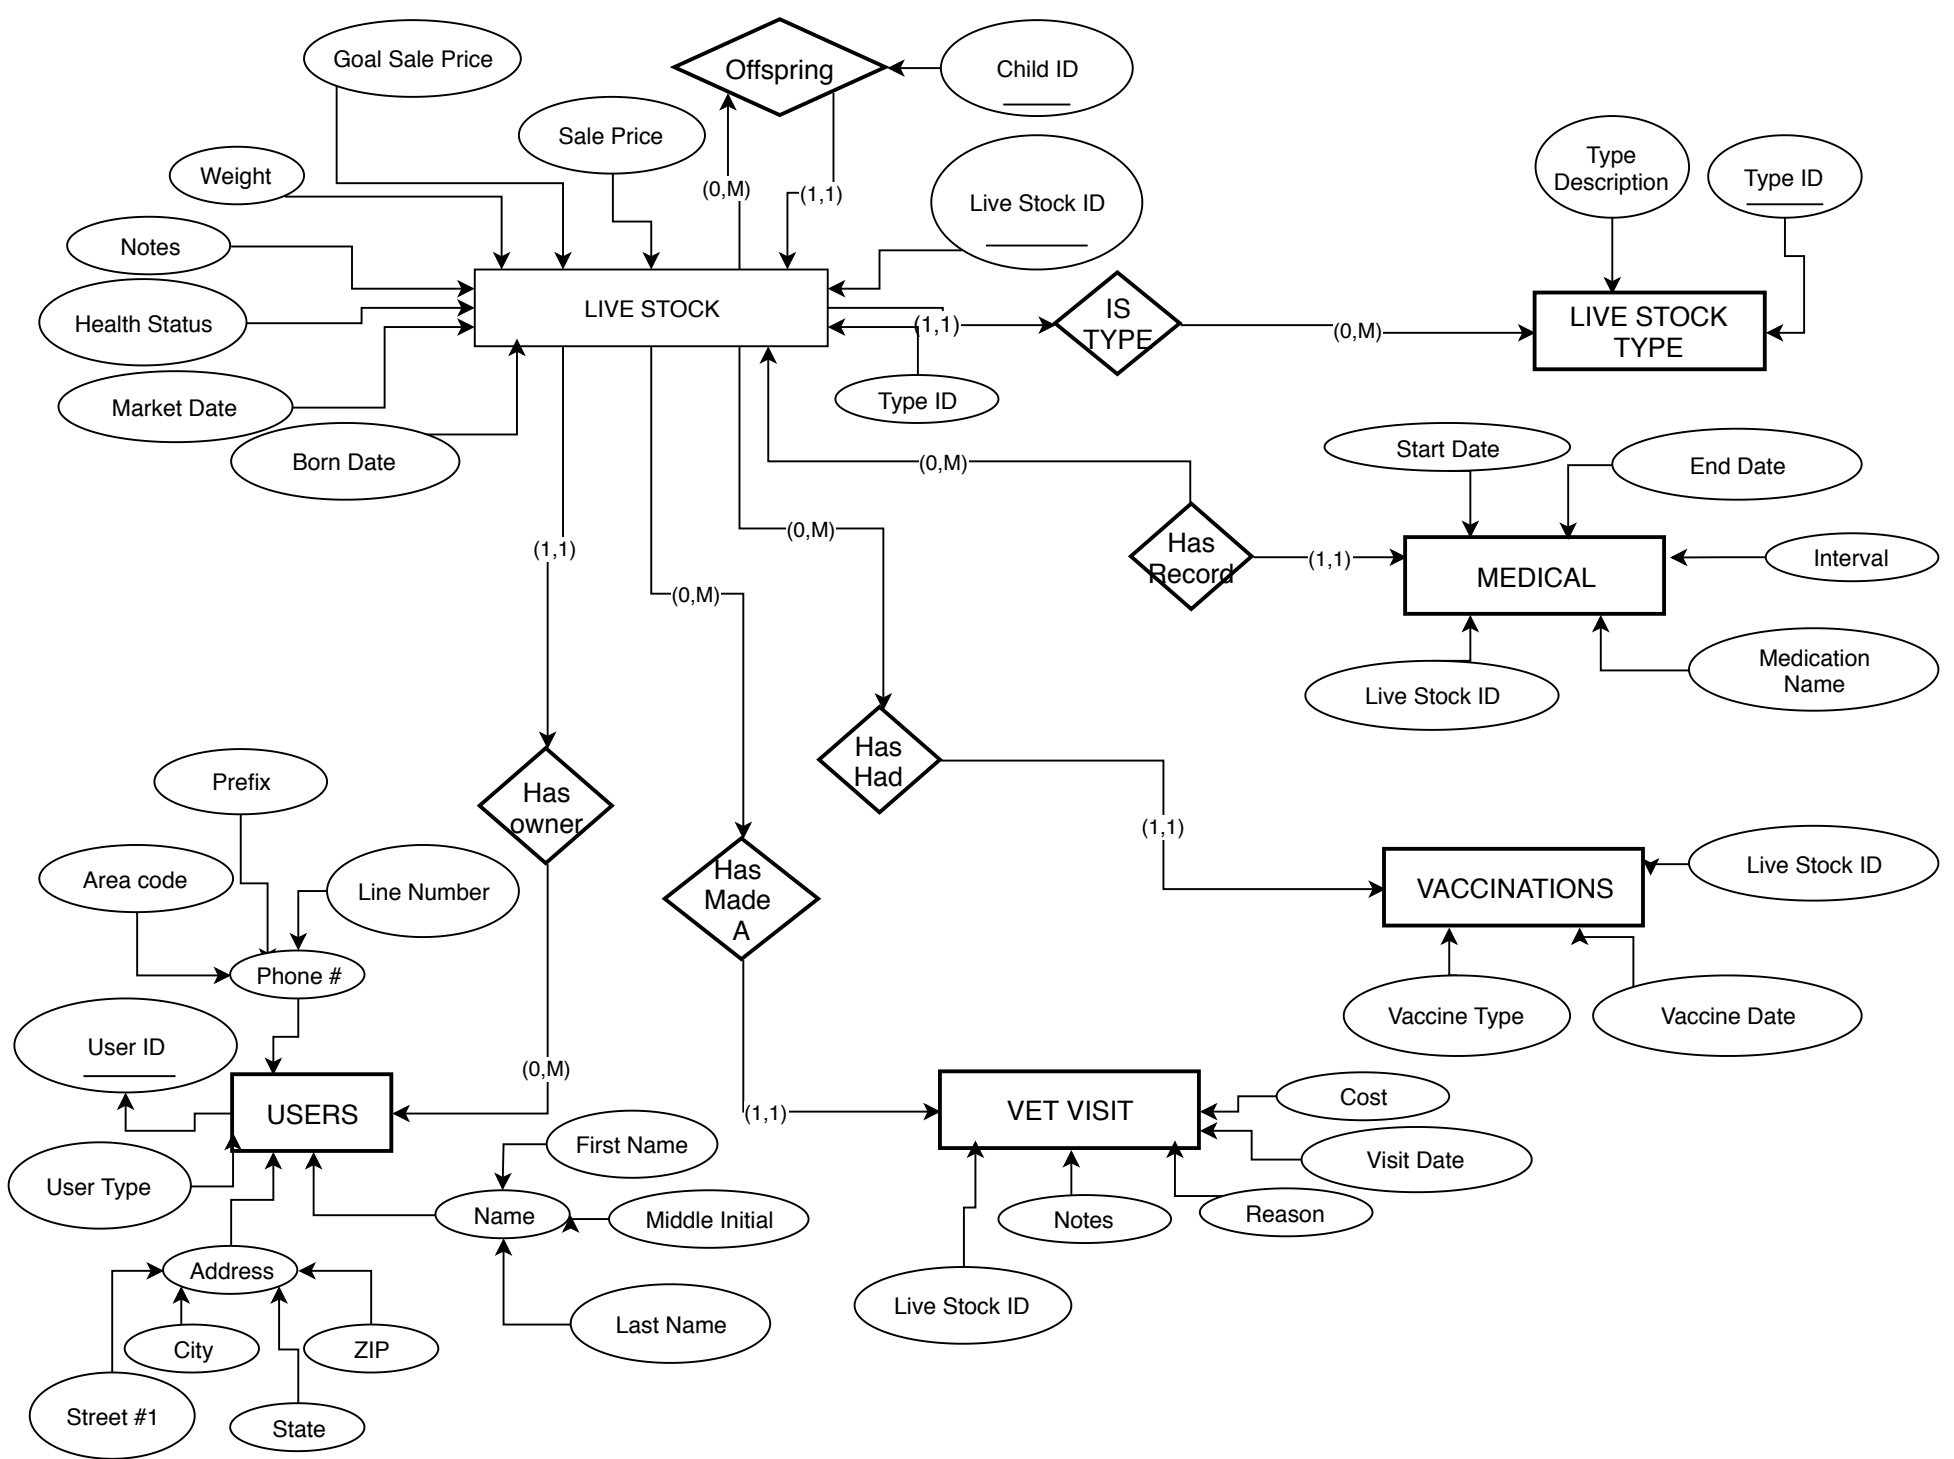 Goal Sale Price
Offspring
Child ID
Sale Price
Weight
(0,M)
(1,1)
Live Stock ID
Type
Description
Type ID
Notes
Health Status
LIVE STOCK
(1,1)
IS
TYPE
(0,M)
LIVE STOCK
TYPE
Market Date
Type ID
Born Date
(0,M)
Start Date
End Date
(1,1)
(0,M)
Has
Record
(1,1)
MEDICAL
Interval
(0,M)
Live Stock ID
Medication
Name
Prefix
Has
owner
Has
Had
(1,1)
Area code
Line Number
Has
Made
A
VACCINATIONS
Live Stock ID
Phone #
Vaccine Type
Vaccine Date
User ID
(0,M)
USERS
(1,1)
VET VISIT
Cost
First Name
Visit Date
User Type
Name
Middle Initial
Notes
Reason
Address
Last Name
Live Stock ID
City
ZIP
Street #1
State